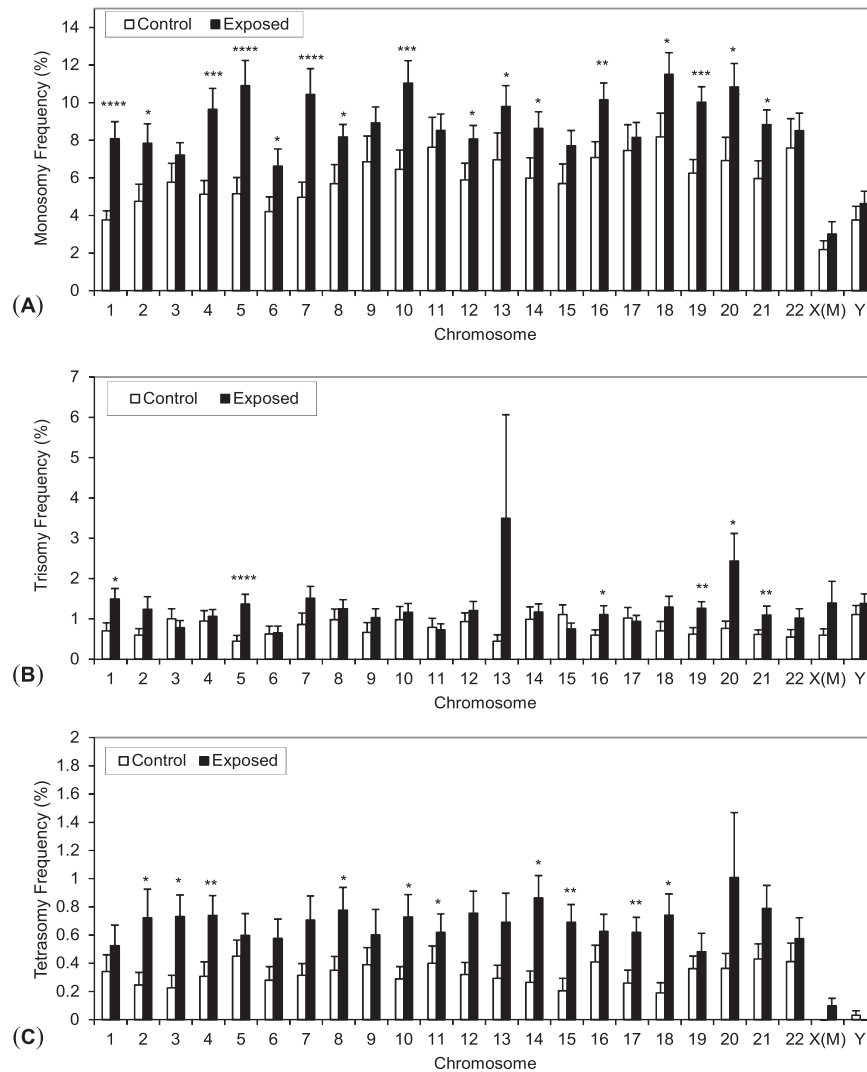 Control Exposed
Monosomy Frequency (%)
14
12
10
8
6
4
2
0
**** * *** **** * **** * *** * * * ** * *** * *
1 2 3 4 5 6 7 8 9 10 11 12 13 14 15 16 17 18 19 20 21 22 X(M) Y
Chromosome
(A)
Control Exposed
Trisomy Frequency (%)
7
6
5
4
3
2
1
0
* **** * ** * **
1 2 3 4 5 6 7 8 9 10 11 12 13 14 15 16 17 18 19 20 21 22 X(M) Y
Chromosome
(B)
Control Exposed
Tetrasomy Frequency (%)
2
1.8
1.6
1.4
1.2
1
0.8
0.6
0.4
0.2
0
* * ** * * * * ** ** *
1 2 3 4 5 6 7 8 9 10 11 12 13 14 15 16 17 18 19 20 21 22 X(M) Y
Chromosome
(C)